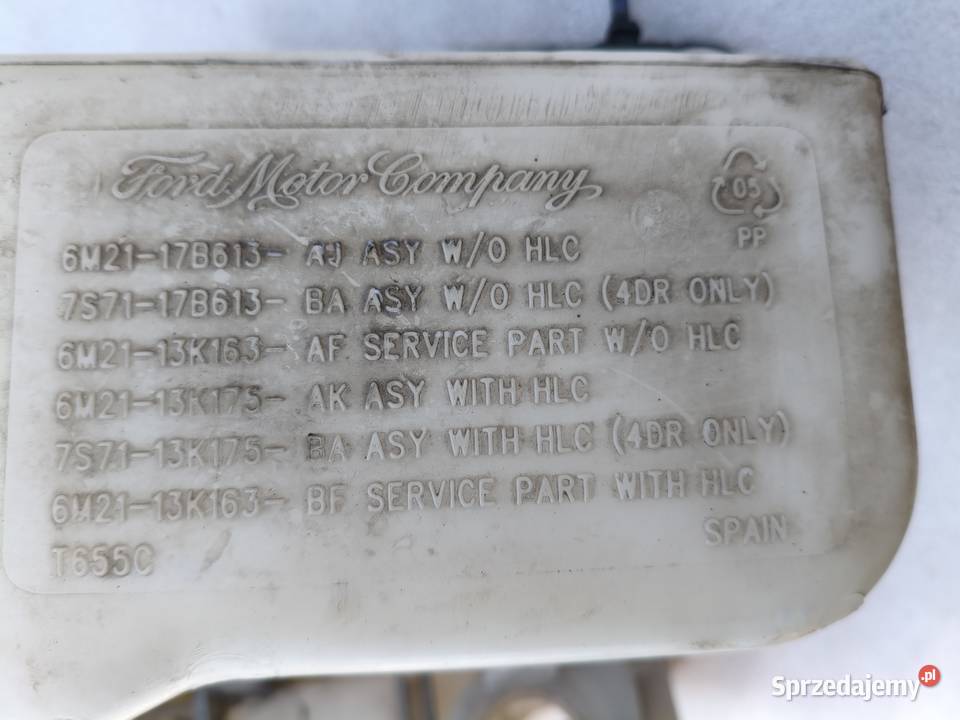 Ford Motor Company
05
PP
6M21-17B613- AJ ASY W/O HLC
7S71-17B613- BA ASY W/O HLC (4DR ONLY)
6M21-13K163- AF SERVICE PART W/O HLC
6M21-13K175- AK ASY WITH HLC
7S71-13K175- BA ASY WITH HLC (4DR ONLY)
6M21-13K163- BF SERVICE PART WITH HLC
SPAIN
T655C
Sprzedajemy.pl